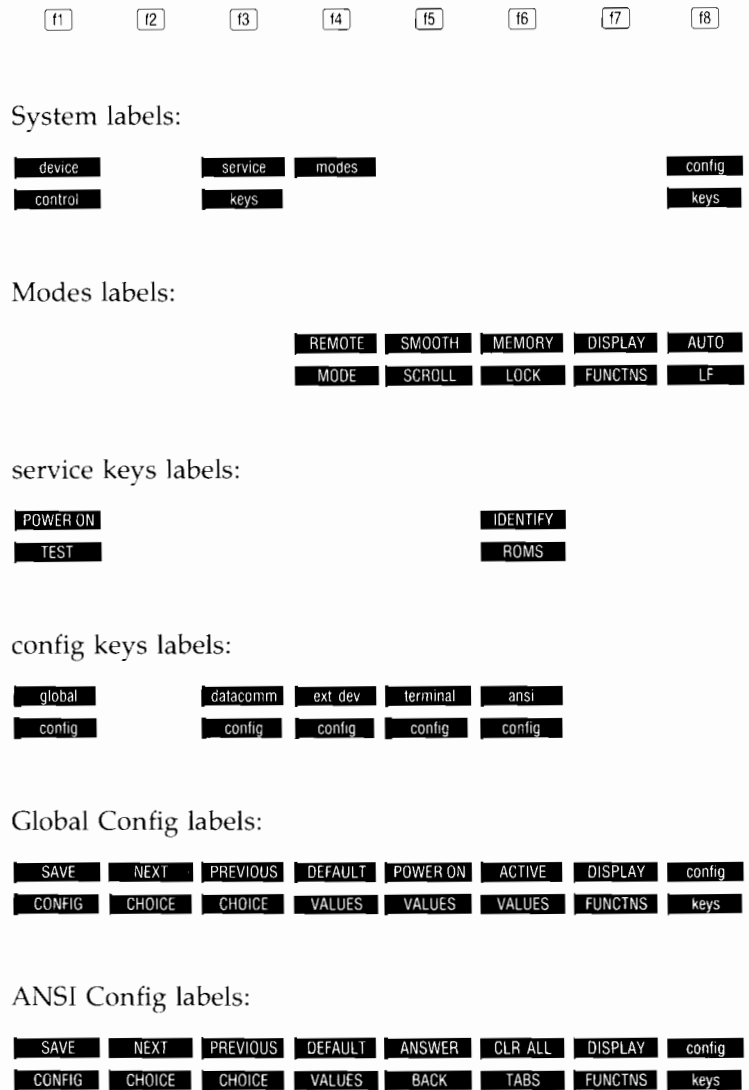 f1 f2 f3 f4 f5 f6 f7 f8
System labels:
device service modes config
control keys keys
Modes labels:
REMOTE SMOOTH MEMORY DISPLAY AUTO
MODE SCROLL LOCK FUNCTNS LF
service keys labels:
POWER ON IDENTIFY
TEST ROMS
config keys labels:
global datacomm ext dev terminal ansi
config config config config config
Global Config labels:
SAVE NEXT PREVIOUS DEFAULT POWER ON ACTIVE DISPLAY config
CONFIG CHOICE CHOICE VALUES VALUES VALUES FUNCTNS keys
ANSI Config labels:
SAVE NEXT PREVIOUS DEFAULT ANSWER CLR ALL DISPLAY config
CONFIG CHOICE CHOICE VALUES BACK TABS FUNCTNS keys